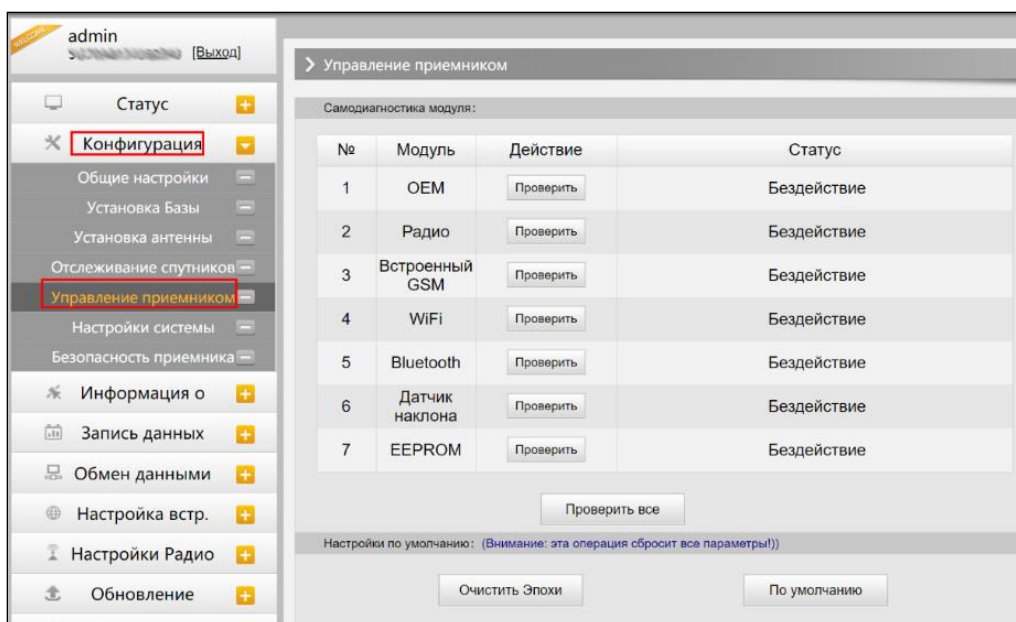 WELCOME
admin
[Выход]
Статус
Конфигурация
Общие настройки
Установка Базы
Установка антенны
Отслеживание спутников
Управление приемником
Настройки системы
Безопасность приемника
Информация о
Запись данных
Обмен данными
Настройка встр.
Настройки Радио
Обновление
Управление приемником
Самодиагностика модуля:
№ Модуль Действие Статус
1 OEM Проверить Бездействие
2 Радио Проверить Бездействие
3 Встроенный GSM Проверить Бездействие
4 WiFi Проверить Бездействие
5 Bluetooth Проверить Бездействие
6 Датчик наклона Проверить Бездействие
7 EEPROM Проверить Бездействие
Проверить все
Настройки по умолчанию: (Внимание: эта операция сбросит все параметры!))
Очистить Эпохи По умолчанию